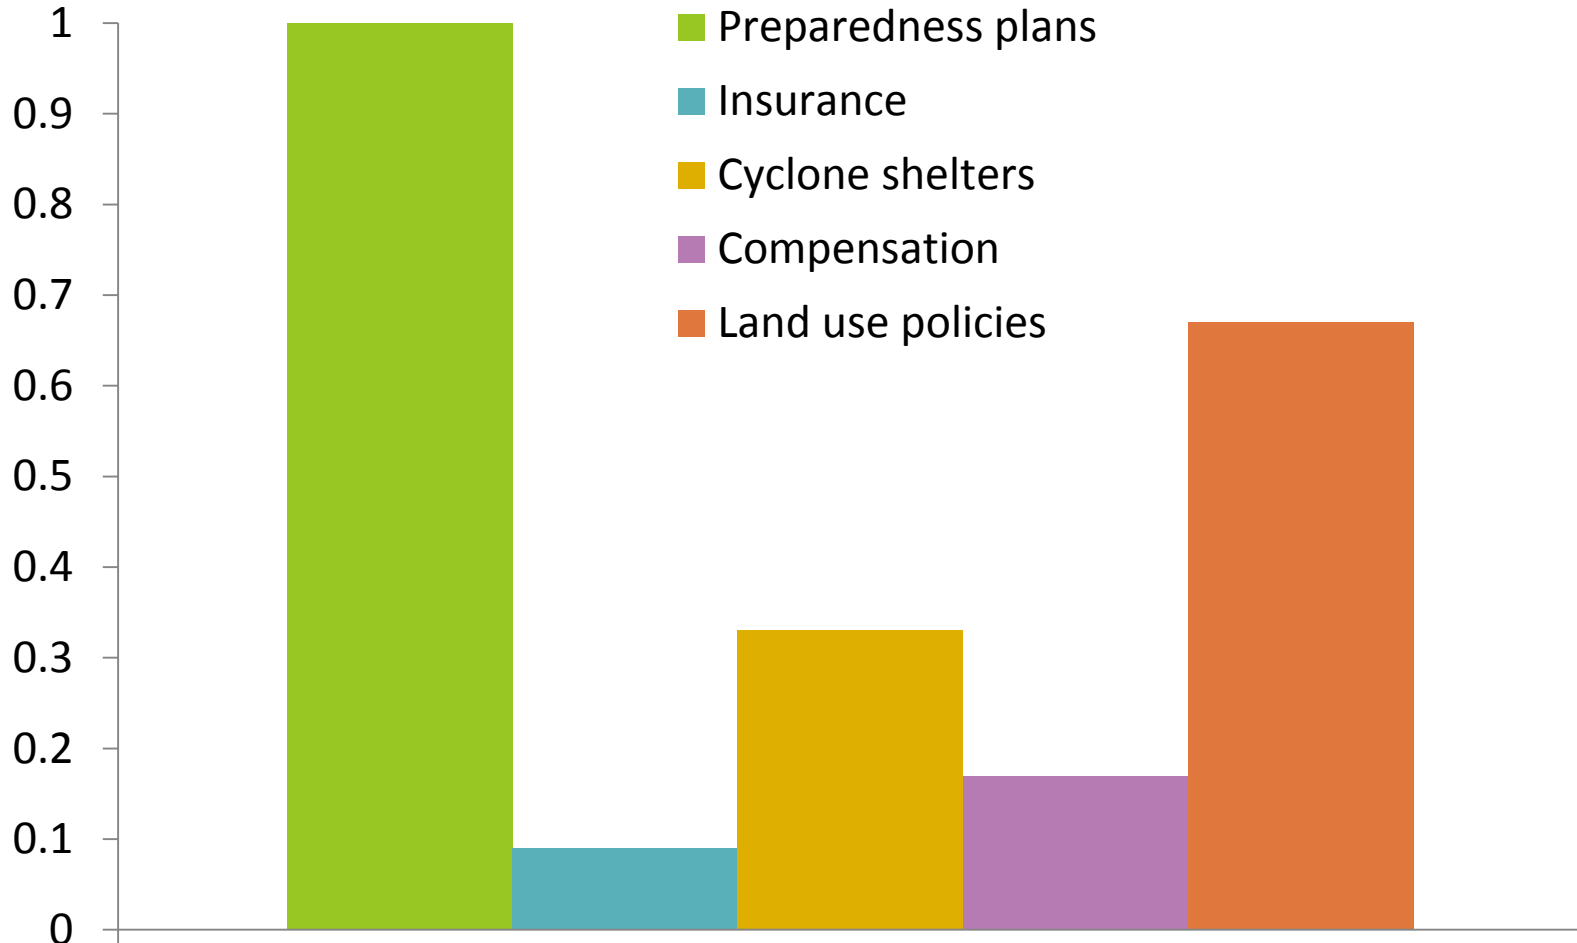 1
0.9
0.8
0.7
0.6
0.5
0.4
0.3
0.2
0.1
0
Preparedness plans
Insurance
Cyclone shelters
Compensation
Land use policies